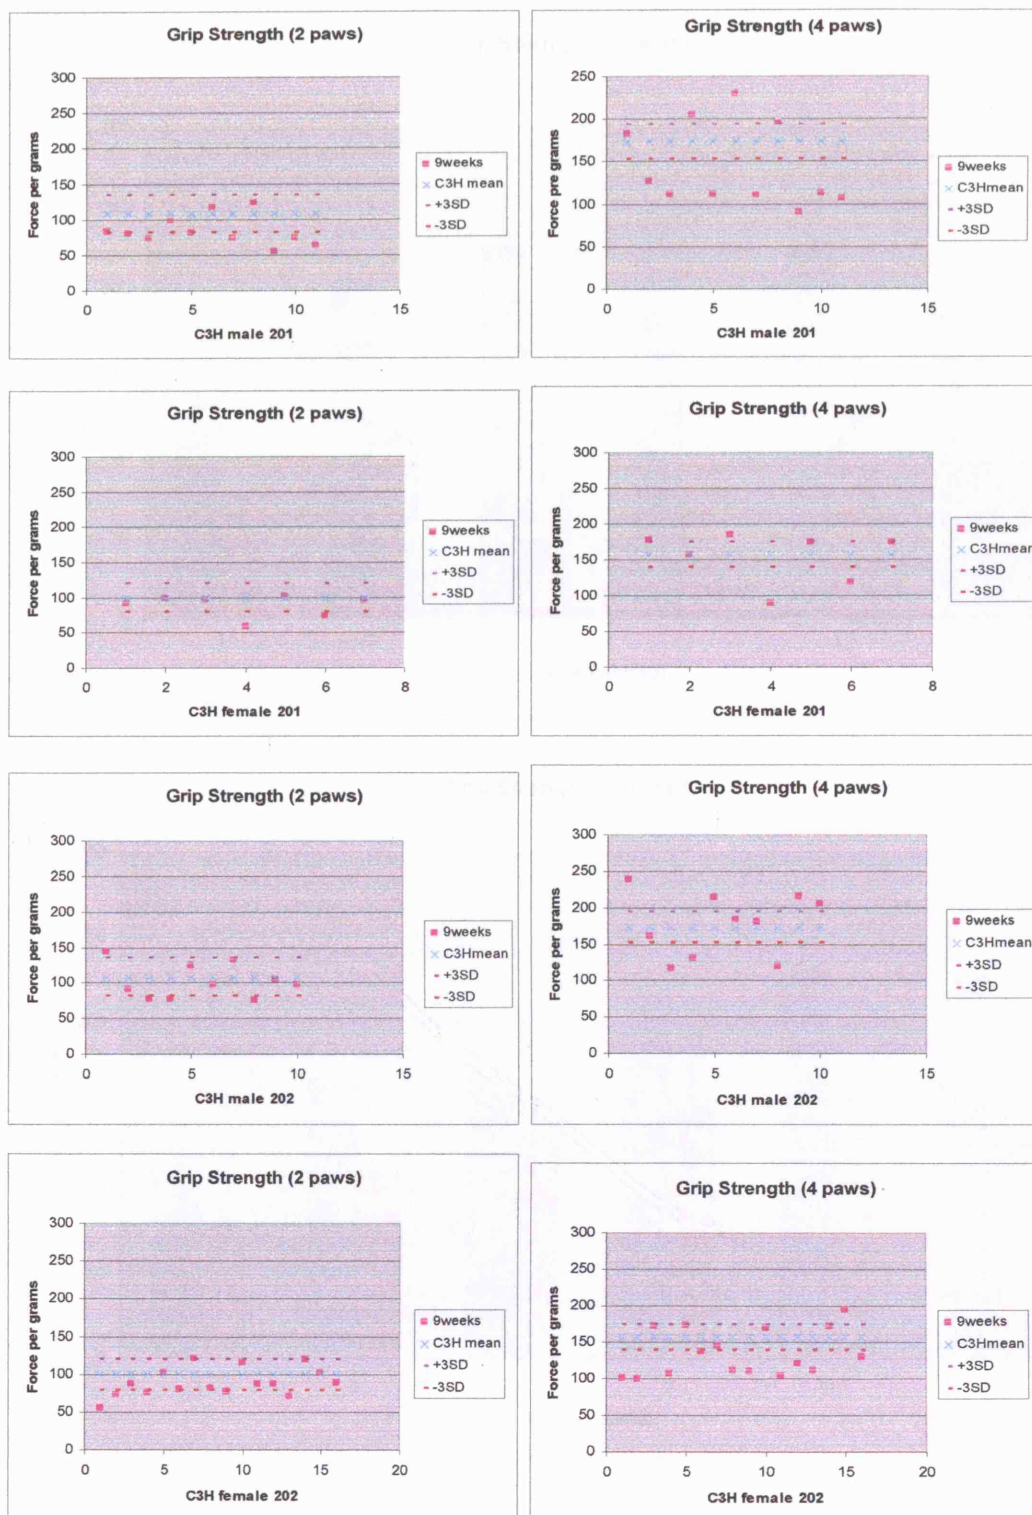 Grip Strength (2 paws)
Force per grams
300
250
200
150
100
50
0
0 5 10 15
C3H male 201
9weeks
C3H mean
+3SD
-3SD
Grip Strength (4 paws)
Force pre grams
250
200
150
100
50
0
0 5 10 15
C3H male 201
9weeks
C3Hmean
+3SD
-3SD
Grip Strength (2 paws)
Force per grams
300
250
200
150
100
50
0
0 2 4 6 8
C3H female 201
9weeks
C3H mean
+3SD
-3SD
Grip Strength (4 paws)
Force per grams
300
250
200
150
100
50
0
0 2 4 6 8
C3H female 201
9weeks
C3Hmean
+3SD
-3SD
Grip Strength (2 paws)
Force per grams
300
250
200
150
100
50
0
0 5 10 15
C3H male 202
9weeks
C3Hmean
+3SD
-3SD
Grip Strength (4 paws)
Force per grams
300
250
200
150
100
50
0
0 5 10 15
C3H male 202
9weeks
C3Hmean
+3SD
-3SD
Grip Strength (2 paws)
Force per grams
300
250
200
150
100
50
0
0 5 10 15 20
C3H female 202
9weeks
C3H mean
+3SD
-3SD
Grip Strength (4 paws)
Force per grams
300
250
200
150
100
50
0
0 5 10 15 20
C3H female 202
9weeks
C3Hmean
+3SD
-3SD